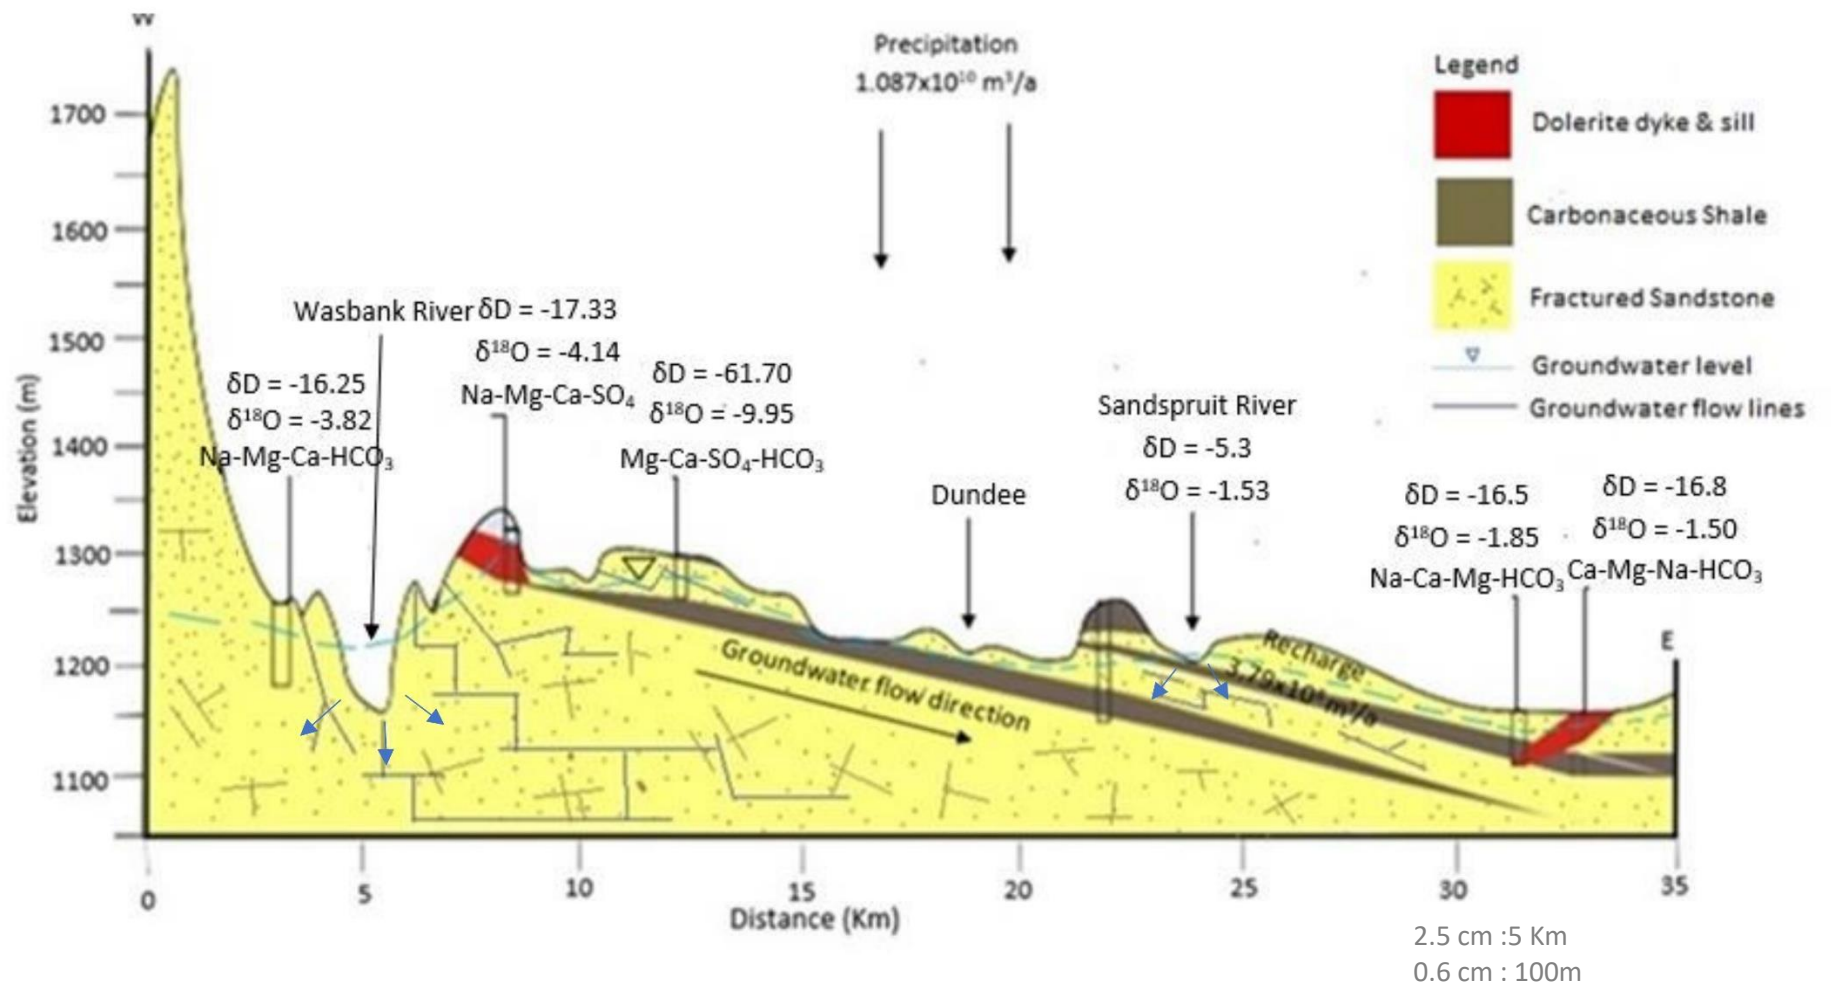 W
Precipitation
1.087x10¹⁰ m³/a
Legend
Dolerite dyke & sill
Carbonaceous Shale
Fractured Sandstone
Groundwater level
Groundwater flow lines
Elevation (m)
1700
1600
1500
1400
1300
1200
1100
Wasbank River
δD = -16.25
δ¹⁸O = -3.82
Na-Mg-Ca-HCO₃
δD = -17.33
δ¹⁸O = -4.14
Na-Mg-Ca-SO₄
δD = -61.70
δ¹⁸O = -9.95
Mg-Ca-SO₄-HCO₃
Dundee
Sandspruit River
δD = -5.3
δ¹⁸O = -1.53
δD = -16.5
δ¹⁸O = -1.85
Na-Ca-Mg-HCO₃
δD = -16.8
δ¹⁸O = -1.50
Ca-Mg-Na-HCO₃
E
Groundwater flow direction
Recharge
0
5
10
15
20
25
30
35
Distance (Km)
2.5 cm :5 Km
0.6 cm : 100m